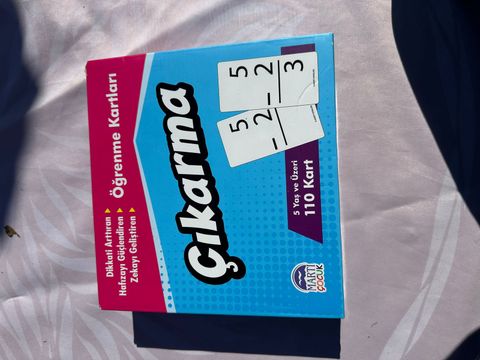 Dikkati Arttıran
Hafızayı Güçlendiren
Zekayı Geliştiren
Öğrenme Kartları
Çıkarma
5
- 2
5
- 2
3
5 Yaş ve Üzeri
110 Kart
MARTI
ÇOCUK